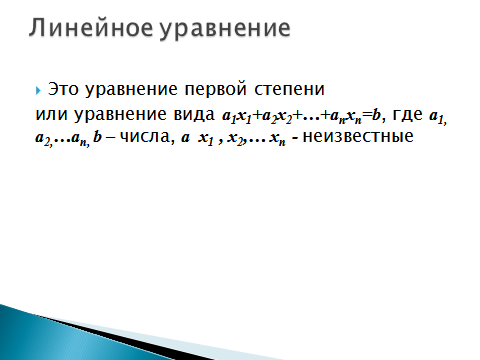 Линейное уравнение
Это уравнение первой степени
или уравнение вида a₁x₁+a₂x₂+…+aₙxₙ=b, где a₁,
a₂,…aₙ, b – числа, а x₁ , x₂,… xₙ - неизвестные